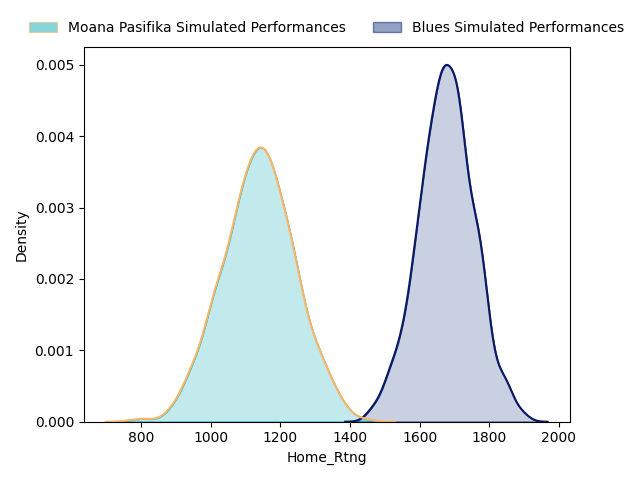 Moana Pasifika Simulated Performances Blues Simulated Performances
0.005
0.004
0.003
0.002
0.001
0.000
Density
800 1000 1200 1400 1600 1800 2000
Home_Rtng